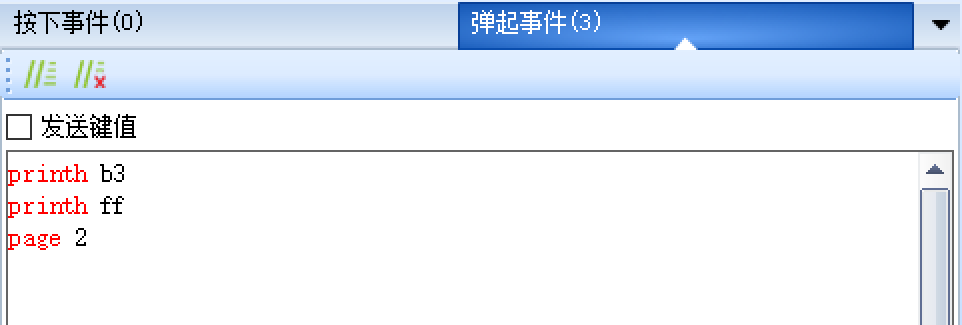 按下事件(0) 弹起事件(3)
发送键值
printh b3
printh ff
page 2